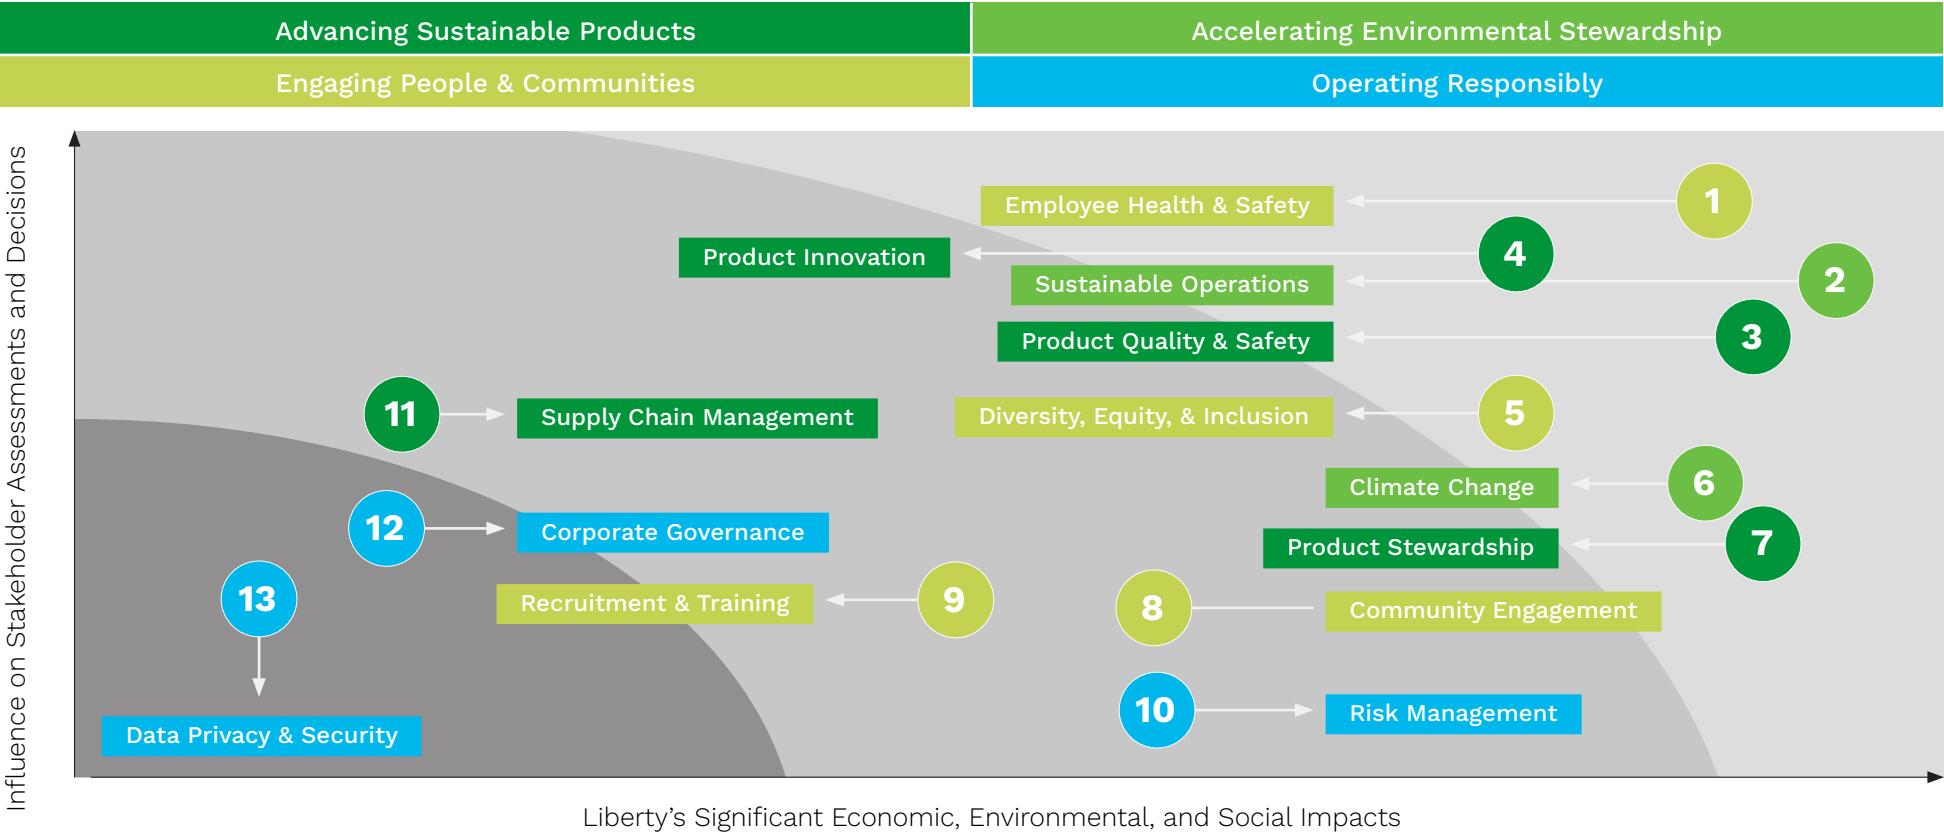 Advancing Sustainable Products
Accelerating Environmental Stewardship
Engaging People & Communities
Operating Responsibly
Influence on Stakeholder Assessments and Decisions
Employee Health & Safety
1
Product Innovation
4
Sustainable Operations
2
Product Quality & Safety
3
11
Supply Chain Management
Diversity, Equity, & Inclusion
5
Climate Change
6
12
Corporate Governance
Product Stewardship
7
13
Recruitment & Training
9
8
Community Engagement
10
Risk Management
Data Privacy & Security
Liberty’s Significant Economic, Environmental, and Social Impacts